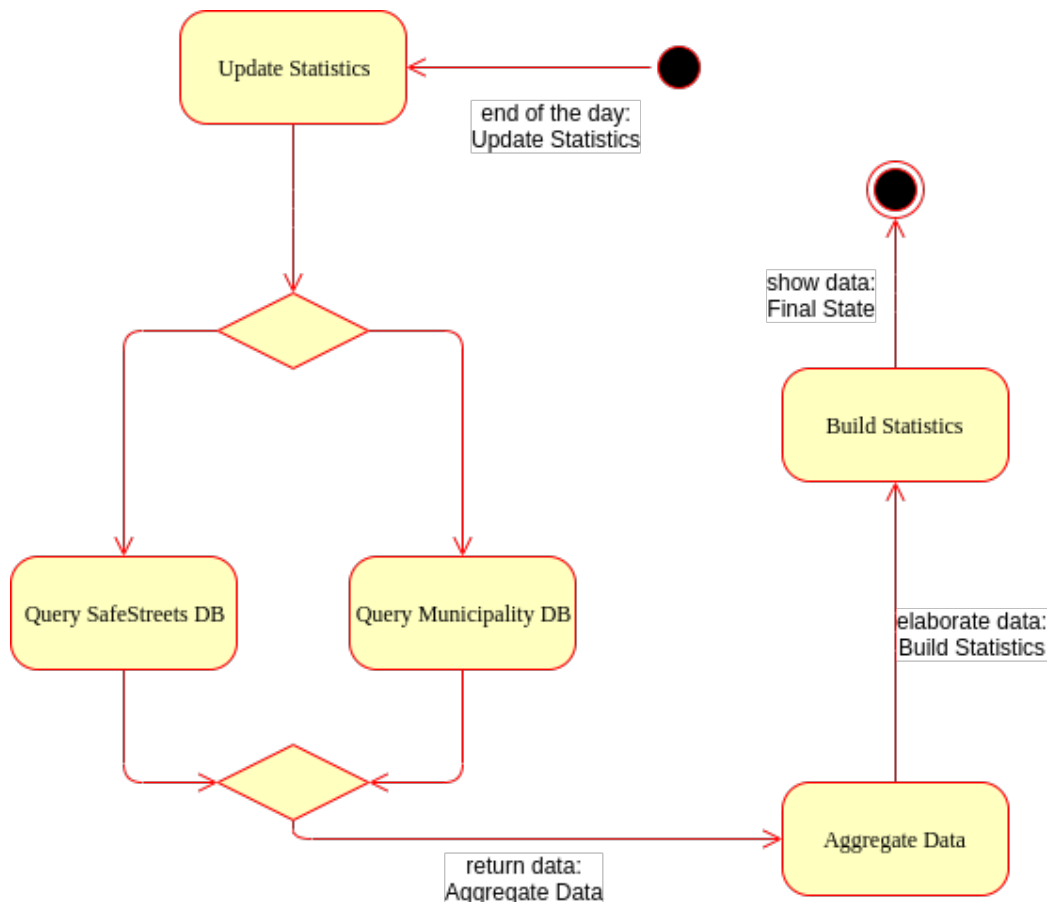 Update Statistics
end of the day:
Update Statistics
show data:
Final State
Build Statistics
Query SafeStreets DB
Query Municipality DB
elaborate data:
Build Statistics
Aggregate Data
return data:
Aggregate Data